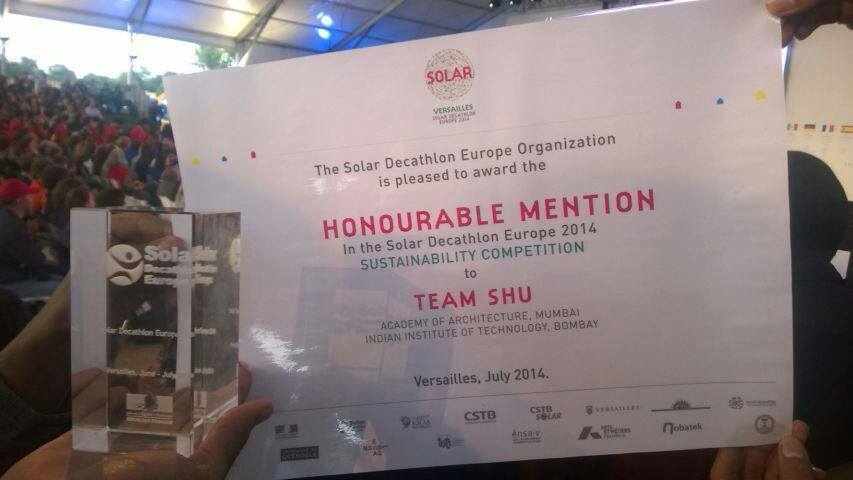 SOLAR
VERSAILLES
SOLAR DECATHLON
EUROPE 2014
The Solar Decathlon Europe Organization
is pleased to award the
HONOURABLE MENTION
In the Solar Decathlon Europe 2014
SUSTAINABILITY COMPETITION
to
TEAM SHU
ACADEMY OF ARCHITECTURE, MUMBAI
INDIAN INSTITUTE OF TECHNOLOGY, BOMBAY
Versailles, July 2014.
CSTB
CSTB
SOLAR
VERSAILLES
ensa-v
Nobatek
Solar
Decathlon
Europe
Solar Decathlon Europe
Versailles, June - July